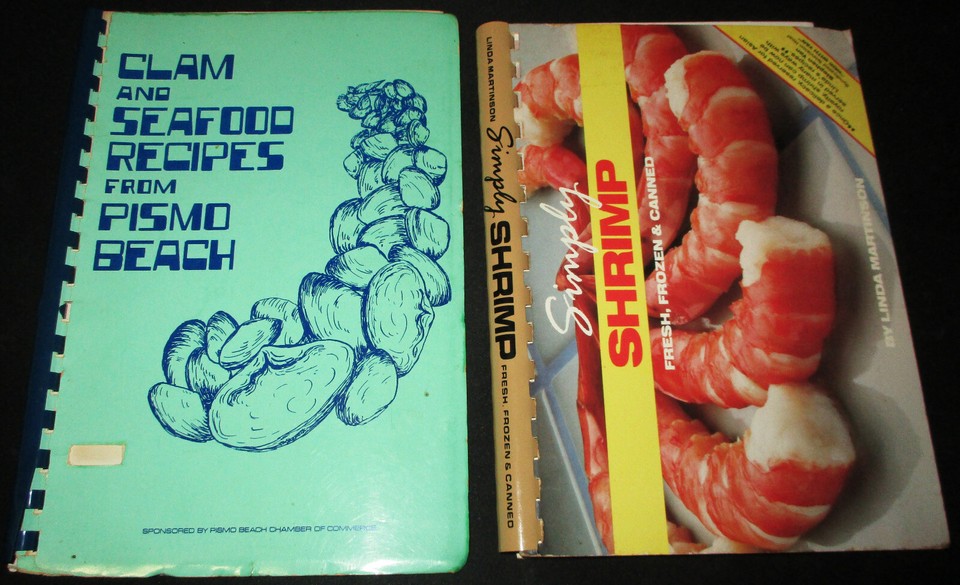 CLAM
AND
SEAFOOD
RECIPES
FROM
PISMO
BEACH
SPONSORED BY PISMO BEACH CHAMBER OF COMMERCE
LINDA MARTINSON Simply SHRIMP FRESH, FROZEN & CANNED
Simply
SHRIMP
FRESH, FROZEN & CANNED
BY LINDA MARTINSON